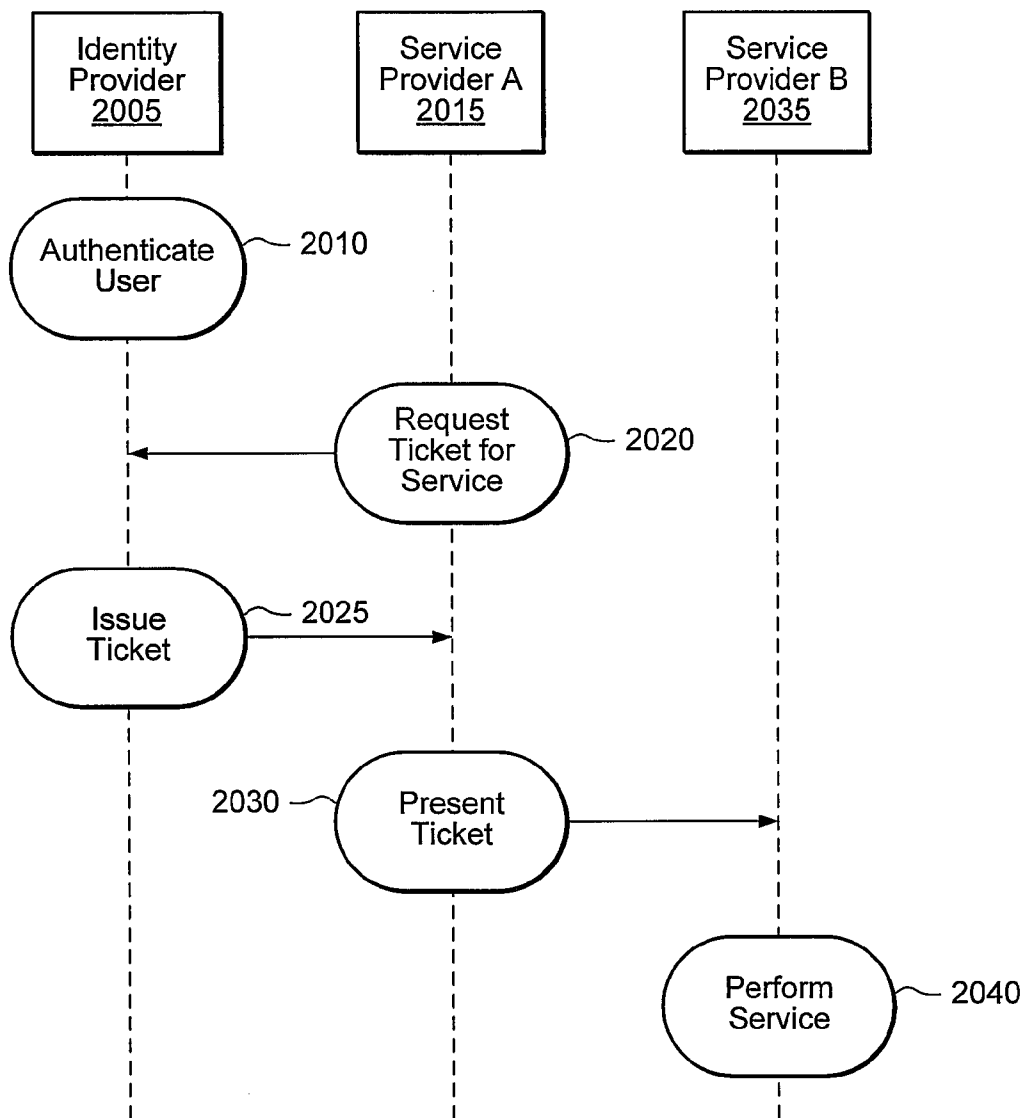 Identity
Provider
2005
Service
Provider A
2015
Service
Provider B
2035
Authenticate
User
2010
Request
Ticket for
Service
2020
Issue
Ticket
2025
2030
Present
Ticket
Perform
Service
2040